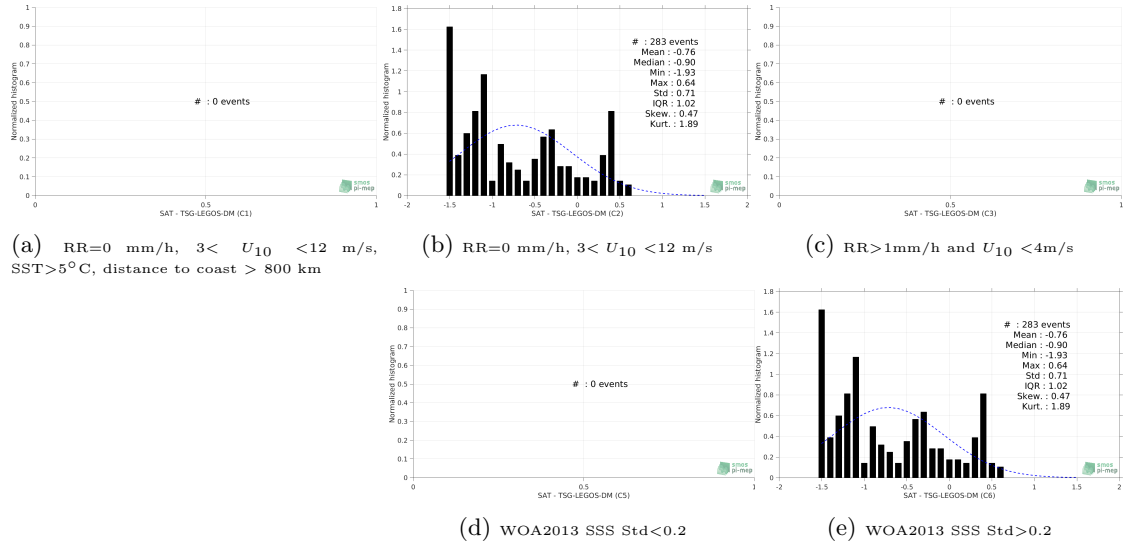 1
0.9
0.8
0.7
0.6
0.5
0.4
0.3
0.2
0.1
0
Normalized histogram
# : 0 events
smos
pi-mep
0 0.5 1
SAT - TSG-LEGOS-DM (C1)
1.8
1.6
1.4
1.2
1
0.8
0.6
0.4
0.2
0
Normalized histogram
# : 283 events
Mean : -0.76
Median : -0.90
Min : -1.93
Max : 0.64
Std : 0.71
IQR : 1.02
Skew. : 0.47
Kurt. : 1.89
smos
pi-mep
-2 -1.5 -1 -0.5 0 0.5 1 1.5 2
SAT - TSG-LEGOS-DM (C2)
1
0.9
0.8
0.7
0.6
0.5
0.4
0.3
0.2
0.1
0
Normalized histogram
# : 0 events
smos
pi-mep
0 0.5 1
SAT - TSG-LEGOS-DM (C3)
(a) RR=0 mm/h, 3< U10 <12 m/s,
SST>5°C, distance to coast > 800 km
(b) RR=0 mm/h, 3< U10 <12 m/s
(c) RR>1mm/h and U10 <4m/s
1
0.9
0.8
0.7
0.6
0.5
0.4
0.3
0.2
0.1
0
Normalized histogram
# : 0 events
smos
pi-mep
0 0.5 1
SAT - TSG-LEGOS-DM (C5)
1.8
1.6
1.4
1.2
1
0.8
0.6
0.4
0.2
0
Normalized histogram
# : 283 events
Mean : -0.76
Median : -0.90
Min : -1.93
Max : 0.64
Std : 0.71
IQR : 1.02
Skew. : 0.47
Kurt. : 1.89
smos
pi-mep
-2 -1.5 -1 -0.5 0 0.5 1 1.5 2
SAT - TSG-LEGOS-DM (C6)
(d) WOA2013 SSS Std<0.2
(e) WOA2013 SSS Std>0.2